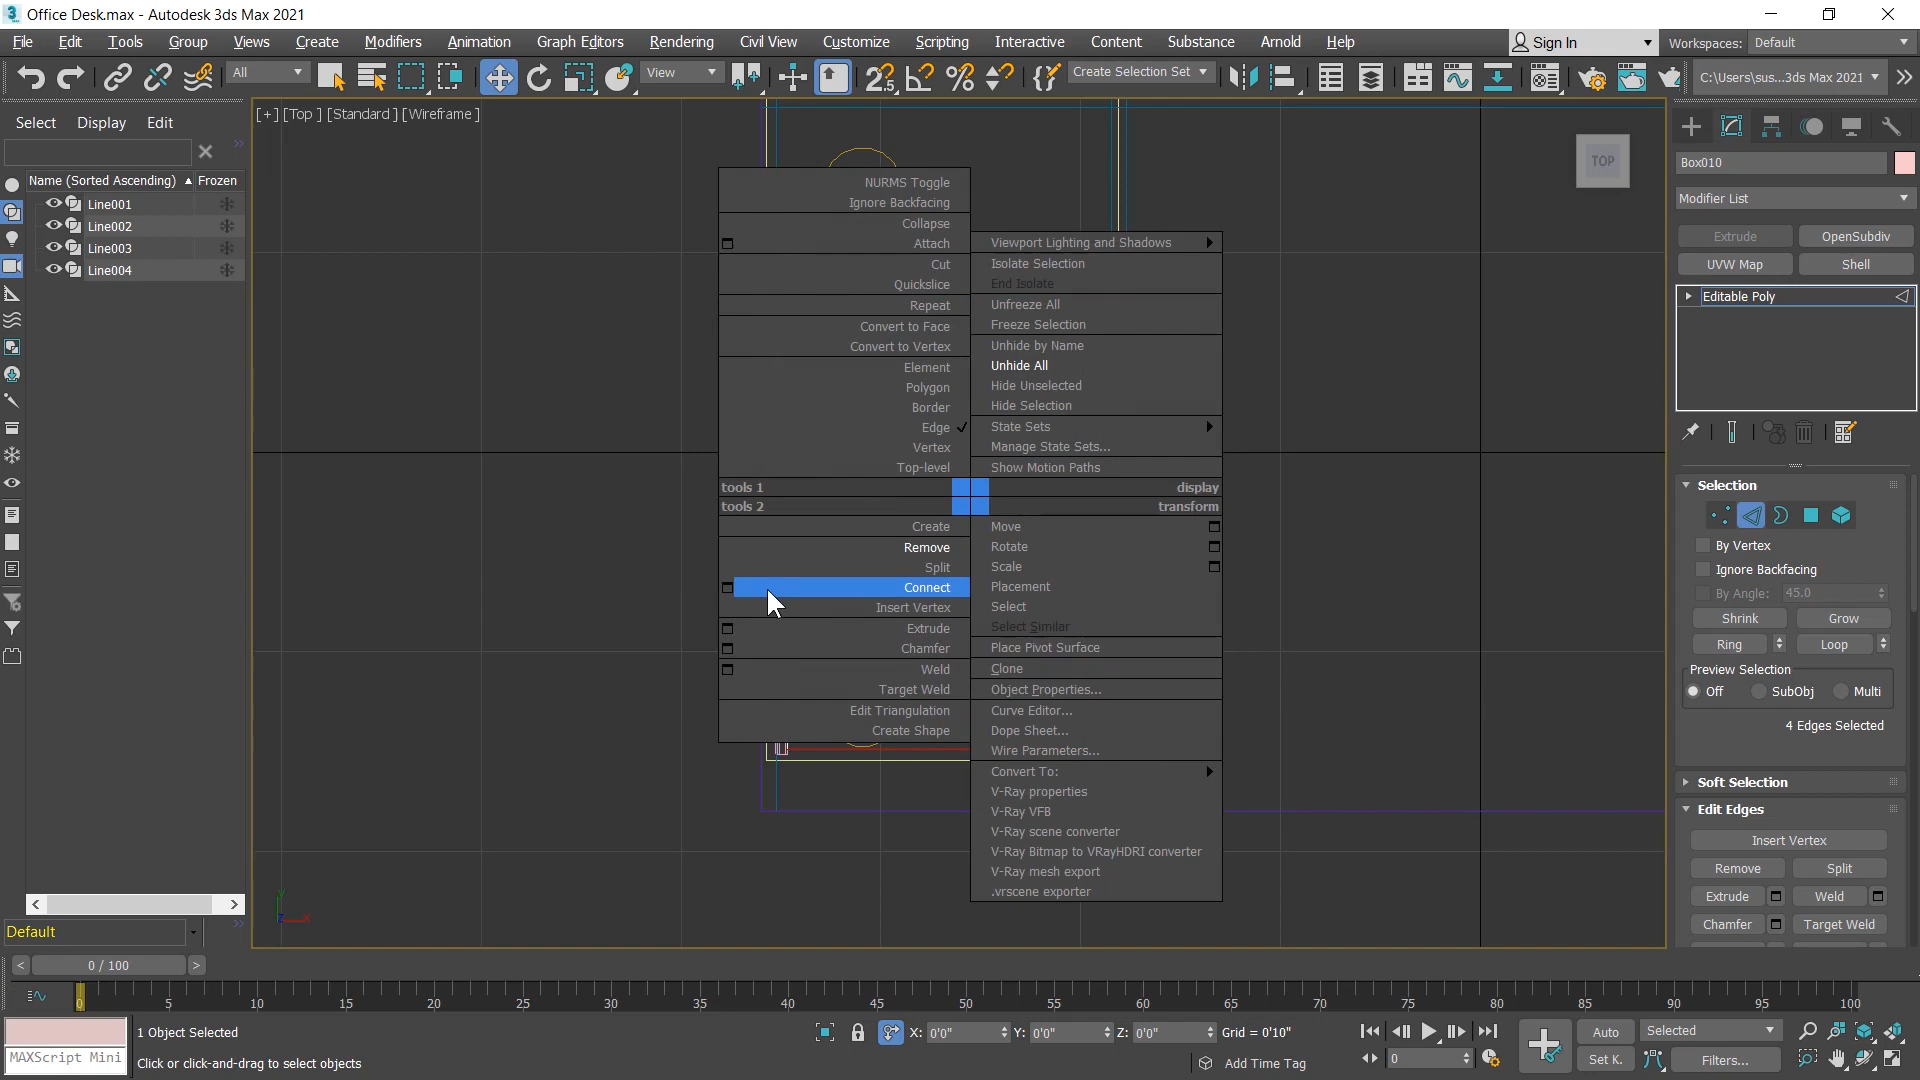 Office Desk.max - Autodesk 3ds Max 2021
File Edit Tools Group Views Create Modifiers Animation Graph Editors Rendering Civil View Customize Scripting Interactive Content Substance Arnold Help Sign In Workspaces: Default
All View Create Selection Set C:\Users\sus...3ds Max 2021
Select Display Edit
Name (Sorted Ascending) Frozen
Line001
Line002
Line003
Line004
Default
[+] [Top ] [Standard ] [Wireframe ]
TOP
NURMS Toggle
Ignore Backfacing
Collapse
Attach
Cut
Quickslice
Repeat
Convert to Face
Convert to Vertex
Element
Polygon
Border
Edge
Vertex
Top-level
tools 1
tools 2
Create
Remove
Split
Connect
Insert Vertex
Extrude
Chamfer
Weld
Target Weld
Edit Triangulation
Create Shape
Viewport Lighting and Shadows
Isolate Selection
End Isolate
Unfreeze All
Freeze Selection
Unhide by Name
Unhide All
Hide Unselected
Hide Selection
State Sets
Manage State Sets...
Show Motion Paths
display
transform
Move
Rotate
Scale
Placement
Select
Select Similar
Place Pivot Surface
Clone
Object Properties...
Curve Editor...
Dope Sheet...
Wire Parameters...
Convert To:
V-Ray properties
V-Ray VFB
V-Ray scene converter
V-Ray Bitmap to VRayHDRI converter
V-Ray mesh export
.vrscene exporter
Box010
Modifier List
Extrude OpenSubdiv
UVW Map Shell
Editable Poly
Selection
By Vertex
Ignore Backfacing
By Angle: 45.0
Shrink Grow
Ring Loop
Preview Selection
Off SubObj Multi
4 Edges Selected
Soft Selection
Edit Edges
Insert Vertex
Remove Split
Extrude Weld
Chamfer Target Weld
< 0 / 100 >
0 5 10 15 20 25 30 35 40 45 50 55 60 65 70 75 80 85 90 95 100
1 Object Selected
X: 0'0" Y: 0'0" Z: 0'0" Grid = 0'10"
Auto Selected
MAXScript Mini
Click or click-and-drag to select objects
Add Time Tag
0
Set K. Filters...